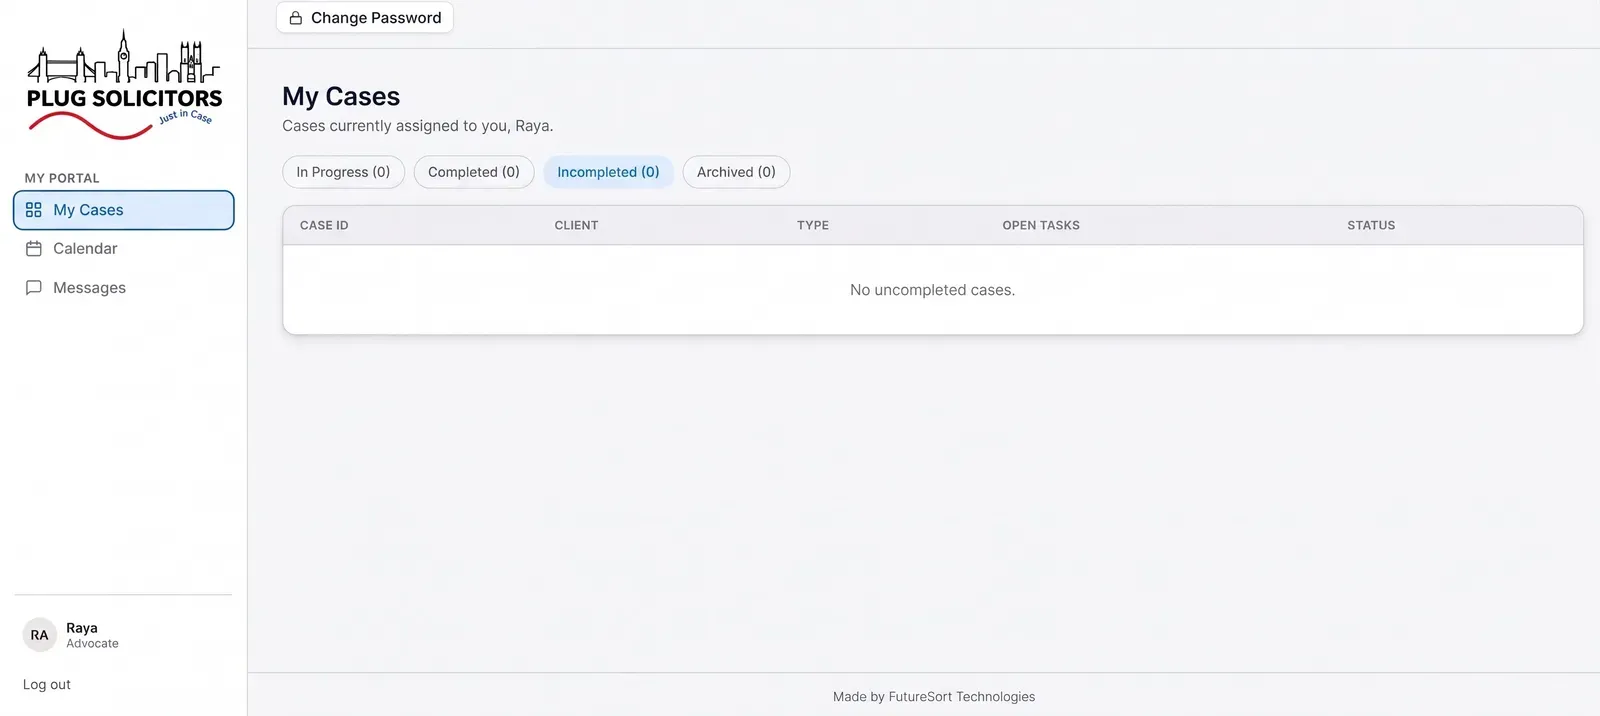 PLUG SOLICITORS
Just in Case
MY PORTAL
My Cases
Calendar
Messages
RA
Raya
Advocate
Log out
Change Password
My Cases
Cases currently assigned to you, Raya.
In Progress (0) Completed (0) Incompleted (0) Archived (0)
CASE ID CLIENT TYPE OPEN TASKS STATUS
No uncompleted cases.
Made by FutureSort Technologies